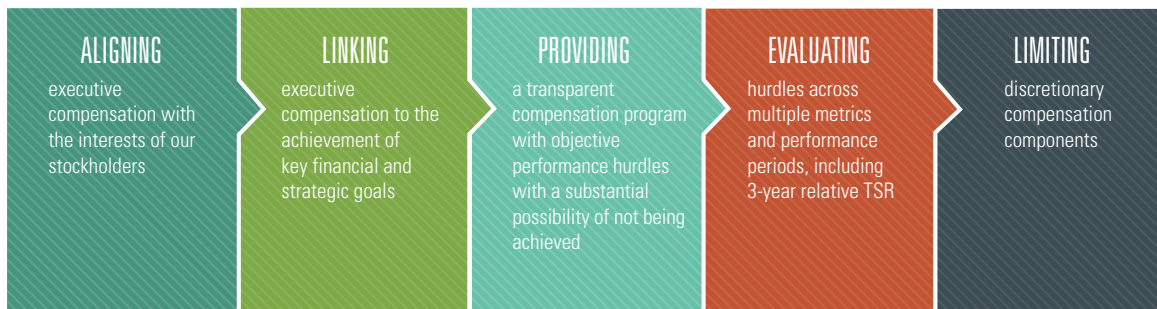 ALIGNING
executive
compensation with
the interests of our
stockholders
LINKING
executive
compensation to the
achievement of
key financial and
strategic goals
PROVIDING
a transparent
compensation program
with objective
performance hurdles
with a substantial
possibility of not being
achieved
EVALUATING
hurdles across
multiple metrics
and performance
periods, including
3-year relative TSR
LIMITING
discretionary
compensation
components